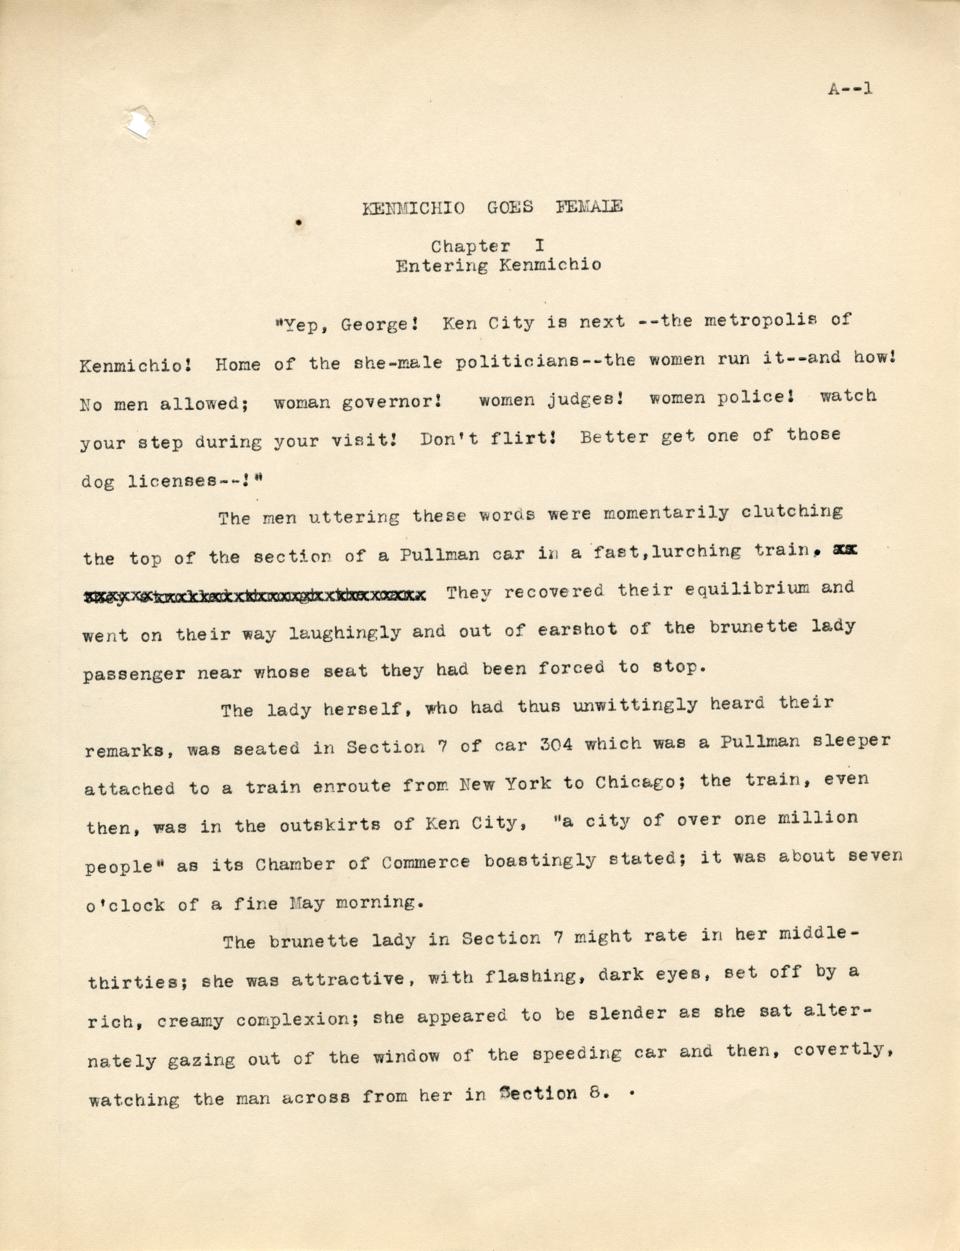 A--1
KENMICHIO GOES FEMALE
Chapter I
Entering Kenmichio
"Yep, George! Ken City is next --the metropolis of
Kenmichio! Home of the she-male politicians--the women run it--and how!
No men allowed; woman governor! women judges! women police! watch
your step during your visit! Don't flirt! Better get one of those
dog licenses--!"
The men uttering these words were momentarily clutching
the top of the section of a Pullman car in a fast,lurching train.
They recovered their equilibrium and
went on their way laughingly and out of earshot of the brunette lady
passenger near whose seat they had been forced to stop.
The lady herself, who had thus unwittingly heard their
remarks, was seated in Section 7 of car 304 which was a Pullman sleeper
attached to a train enroute from New York to Chicago; the train, even
then, was in the outskirts of Ken City, "a city of over one million
people" as its Chamber of Commerce boastingly stated; it was about seven
o'clock of a fine May morning.
The brunette lady in Section 7 might rate in her middle-
thirties; she was attractive, with flashing, dark eyes, set off by a
rich, creamy complexion; she appeared to be slender as she sat alter-
nately gazing out of the window of the speeding car and then, covertly,
watching the man across from her in Section 8. .